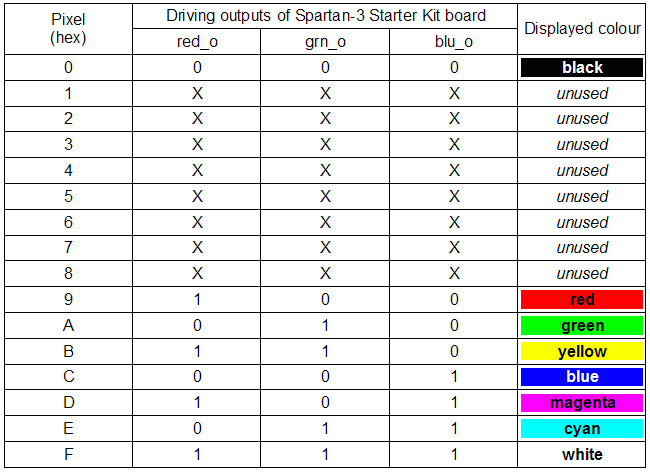 Pixel (hex) Driving outputs of Spartan-3 Starter Kit board Displayed colour
red_o grn_o blu_o
0 0 0 0 black
1 X X X unused
2 X X X unused
3 X X X unused
4 X X X unused
5 X X X unused
6 X X X unused
7 X X X unused
8 X X X unused
9 1 0 0 red
A 0 1 0 green
B 1 1 0 yellow
C 0 0 1 blue
D 1 0 1 magenta
E 0 1 1 cyan
F 1 1 1 white